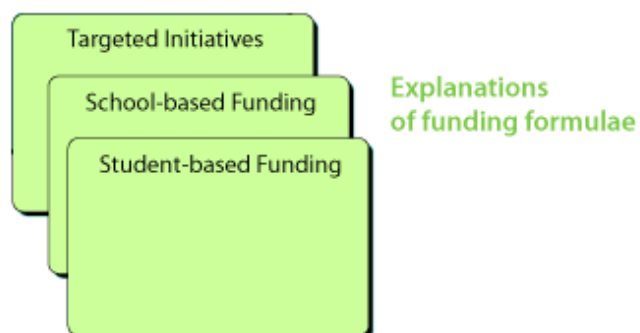 Targeted Initiatives
School-based Funding
Student-based Funding
Explanations
of funding formulae